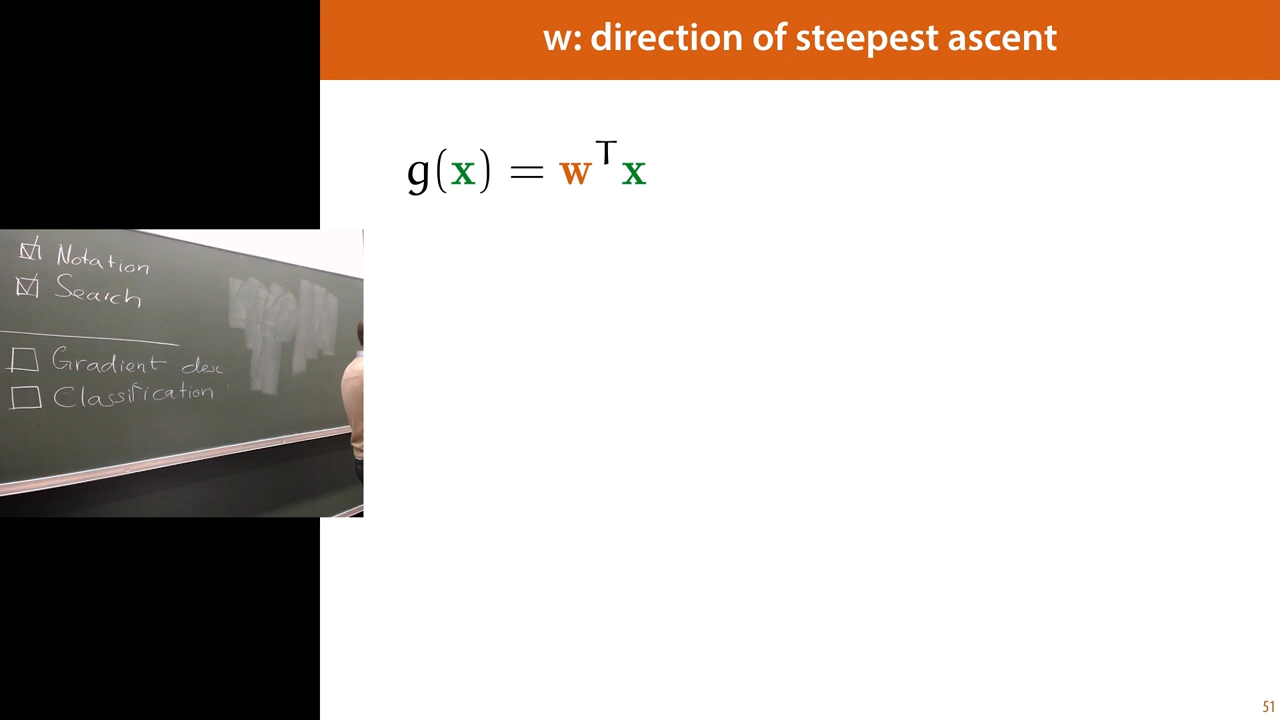 w: direction of steepest ascent
g(x) = wᵀx
Notation
Search
Gradient desc
Classification
51